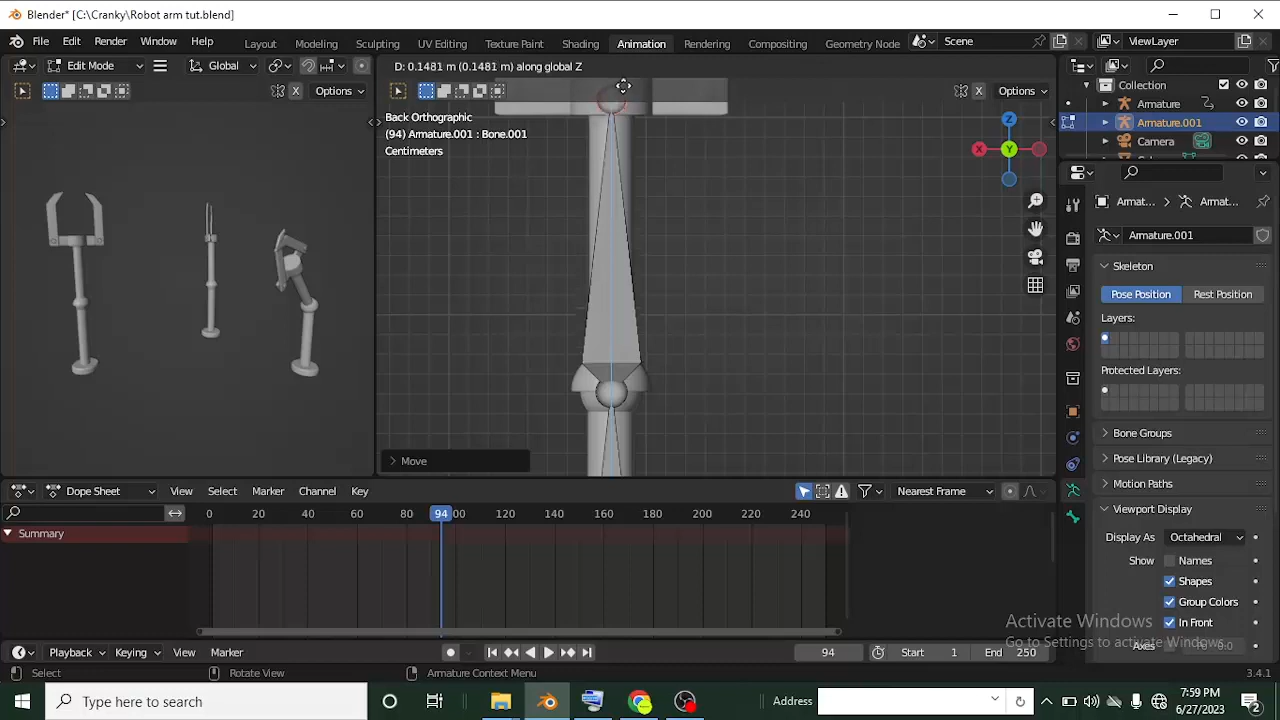 Blender* [C:\Cranky\Robot arm tut.blend]
File Edit Render Window Help Layout Modeling Sculpting UV Editing Texture Paint Shading Animation Rendering Compositing Geometry Node Scene ViewLayer
Edit Mode Global D: 0.1481 m (0.1481 m) along global Z
Options Options Collection
Back Orthographic
(94) Armature.001 : Bone.001
Centimeters
Armature
Armature.001
Camera
X Z Y
Armat... > Armat...
Armature.001
Skeleton
Pose Position Rest Position
Layers:
Protected Layers:
Bone Groups
Pose Library (Legacy)
Motion Paths
Viewport Display
Display As Octahedral
Show Names
Shapes
Group Colors
In Front
Move
Dope Sheet View Select Marker Channel Key Nearest Frame
0 20 40 60 80 94 00 120 140 160 180 200 220 240
Summary
Activate Windows
Go to Settings to activate Windows.
Playback Keying View Marker 94 Start 1 End 250
Select Rotate View Armature Context Menu 3.4.1
Type here to search Address 7:59 PM
6/27/2023 2